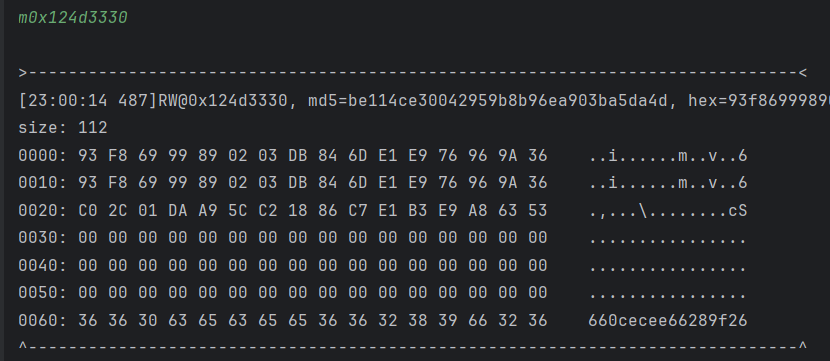 m0x124d3330
>-----------------------------------------------------------------------------<
[23:00:14 487]RW@0x124d3330, md5=be114ce30042959b8b96ea903ba5da4d, hex=93f8699989
size: 112
0000: 93 F8 69 99 89 02 03 DB 84 6D E1 E9 76 96 9A 36    ..i......m..v..6
0010: 93 F8 69 99 89 02 03 DB 84 6D E1 E9 76 96 9A 36    ..i......m..v..6
0020: C0 2C 01 DA A9 5C C2 18 86 C7 E1 B3 E9 A8 63 53    .,...\........cS
0030: 00 00 00 00 00 00 00 00 00 00 00 00 00 00 00 00    ................
0040: 00 00 00 00 00 00 00 00 00 00 00 00 00 00 00 00    ................
0050: 00 00 00 00 00 00 00 00 00 00 00 00 00 00 00 00    ................
0060: 36 36 30 63 65 63 65 65 36 36 32 38 39 66 32 36    660cecee66289f26
^-----------------------------------------------------------------------------^